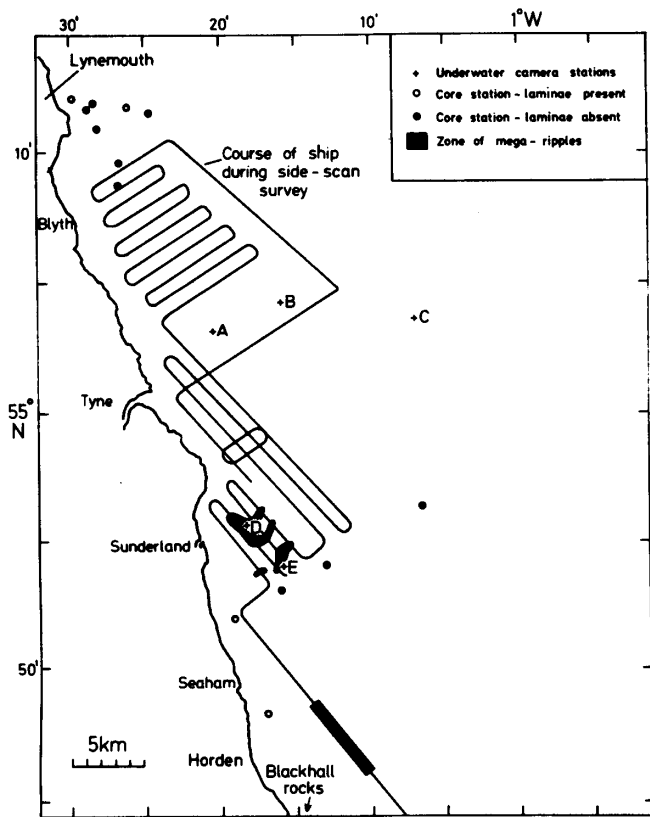 30' 20' 10' 1°W
Lynemouth
+ Underwater camera stations
○ Core station - laminae present
● Core station - laminae absent
Zone of mega - ripples
10'
Course of ship
during side-scan
survey
Blyth
+B
+A
+C
Tyne
55°
N
+D
Sunderland
+E
50'
Seaham
5km
Horden
Blackhall
rocks